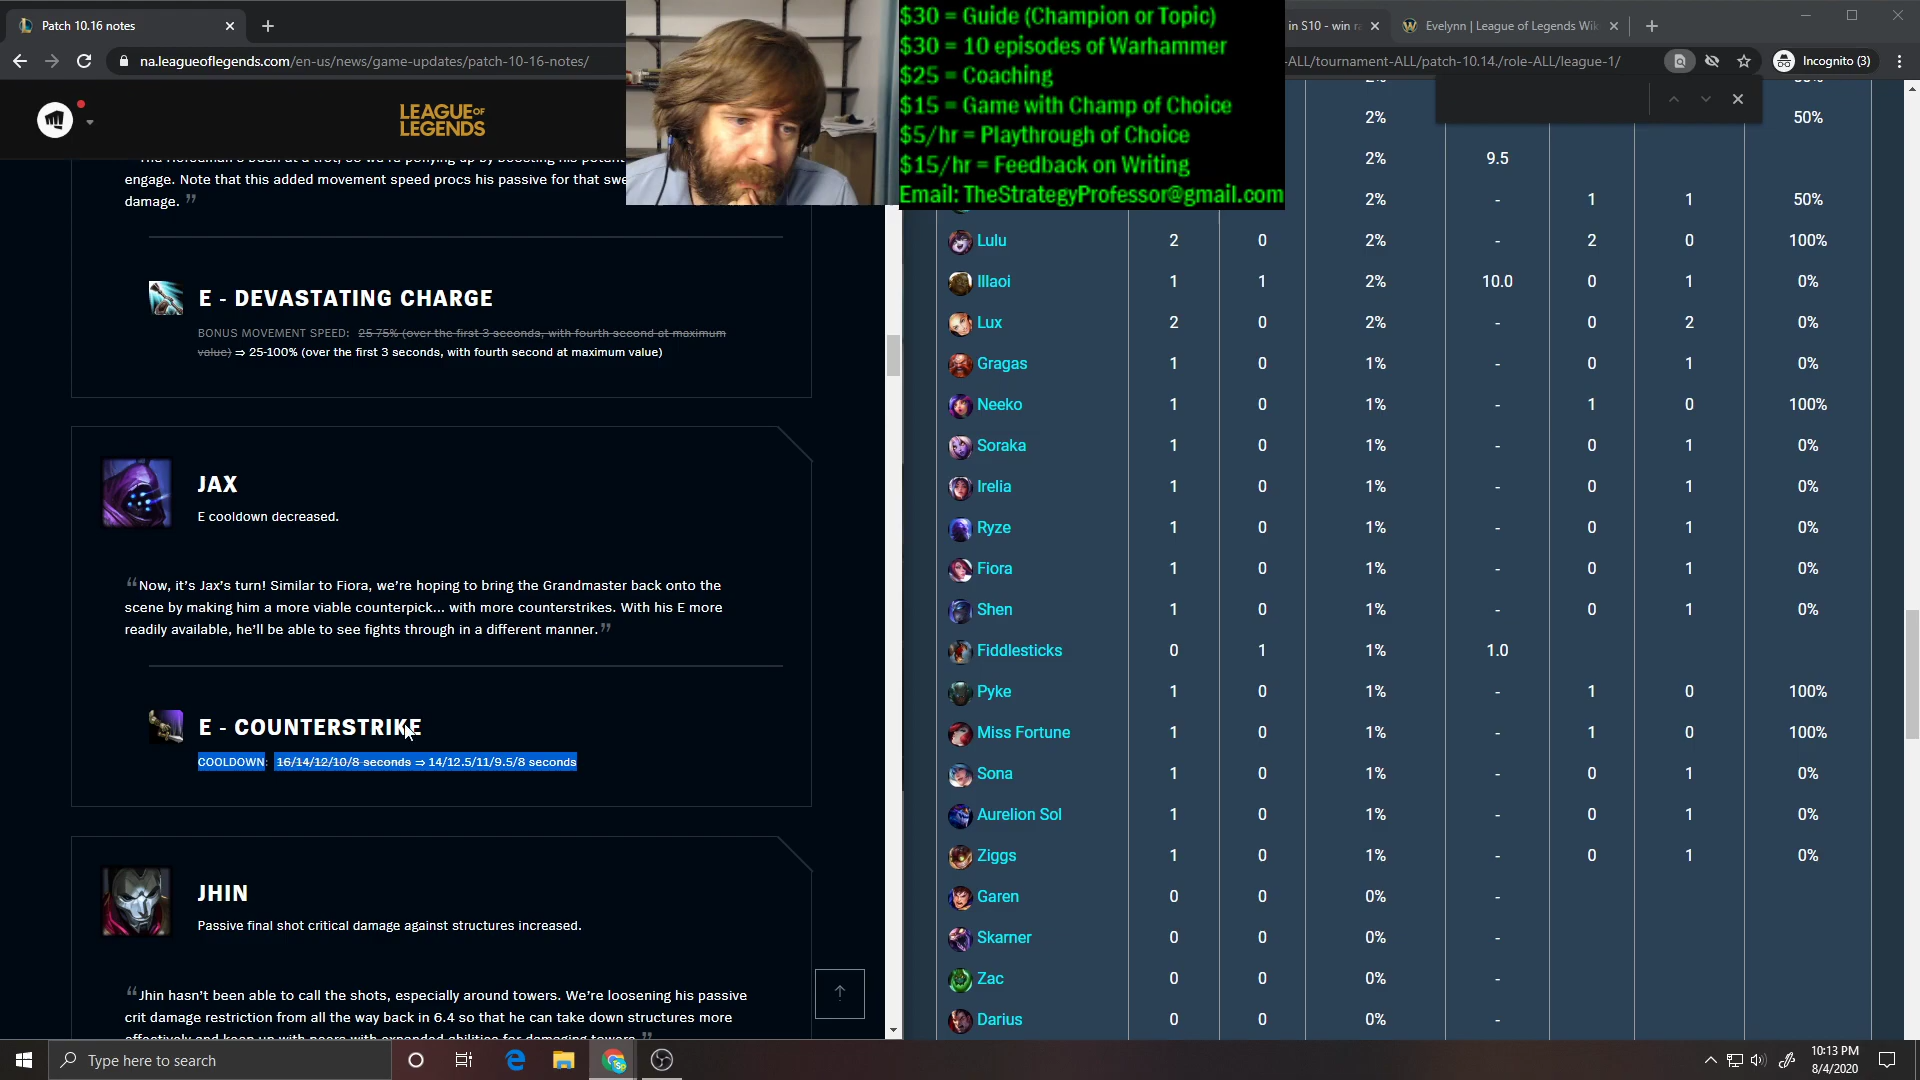 Patch 10.16 notes
na.leagueoflegends.com/en-us/news/game-updates/patch-10-16-notes/
in S10 - win
Evelynn | League of Legends Wi
-ALL/tournament-ALL/patch-10.14./role-ALL/league-1/
Incognito (3)
$30 = Guide (Champion or Topic)
$30 = 10 episodes of Warhammer
$25 = Coaching
$15 = Game with Champ of Choice
$5/hr = Playthrough of Choice
$15/hr = Feedback on Writing
Email: TheStrategyProfessor@gmail.com
LEAGUE OF
LEGENDS
engage. Note that this added movement speed procs his passive for that
damage. ”
E - DEVASTATING CHARGE
BONUS MOVEMENT SPEED: 25-75% (over the first 3 seconds, with fourth second at maximum
value) ⇒ 25-100% (over the first 3 seconds, with fourth second at maximum value)
JAX
E cooldown decreased.
“Now, it’s Jax’s turn! Similar to Fiora, we’re hoping to bring the Grandmaster back onto the
scene by making him a more viable counterpick... with more counterstrikes. With his E more
readily available, he’ll be able to see fights through in a different manner.”
E - COUNTERSTRIKE
COOLDOWN: 16/14/12/10/8 seconds ⇒ 14/12.5/11/9.5/8 seconds
JHIN
Passive final shot critical damage against structures increased.
“Jhin hasn’t been able to call the shots, especially around towers. We’re loosening his passive
crit damage restriction from all the way back in 6.4 so that he can take down structures more
effectively and keep up with peers with expanded abilities for damaging towers. ”
2% 50%
2% 9.5
2% - 1 1 50%
Lulu 2 0 2% - 2 0 100%
Illaoi 1 1 2% 10.0 0 1 0%
Lux 2 0 2% - 0 2 0%
Gragas 1 0 1% - 0 1 0%
Neeko 1 0 1% - 1 0 100%
Soraka 1 0 1% - 0 1 0%
Irelia 1 0 1% - 0 1 0%
Ryze 1 0 1% - 0 1 0%
Fiora 1 0 1% - 0 1 0%
Shen 1 0 1% - 0 1 0%
Fiddlesticks 0 1 1% 1.0
Pyke 1 0 1% - 1 0 100%
Miss Fortune 1 0 1% - 1 0 100%
Sona 1 0 1% - 0 1 0%
Aurelion Sol 1 0 1% - 0 1 0%
Ziggs 1 0 1% - 0 1 0%
Garen 0 0 0% -
Skarner 0 0 0% -
Zac 0 0 0% -
Darius 0 0 0% -
Type here to search
10:13 PM
8/4/2020